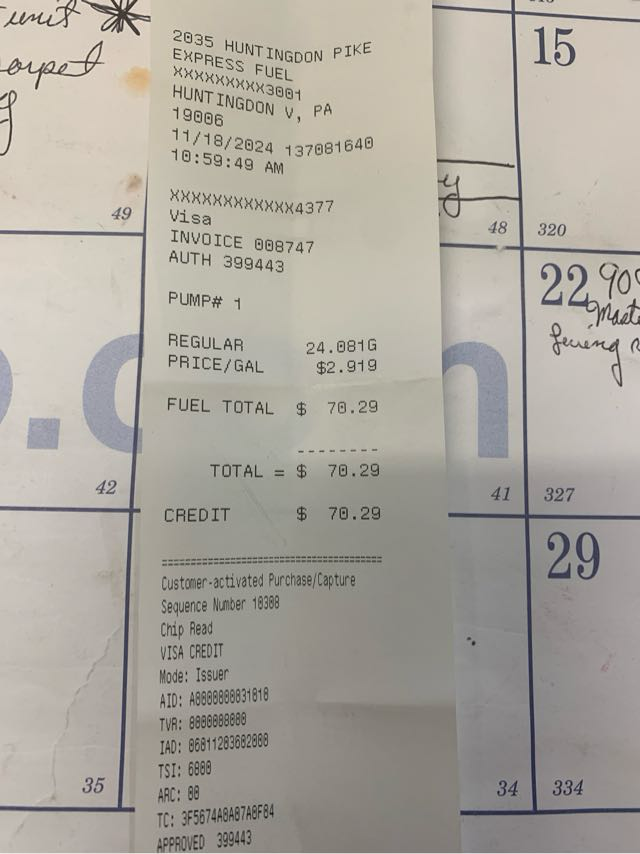 unit
carpet
49
42
35
2035 HUNTINGDON PIKE
EXPRESS FUEL
XXXXXXXXX3001
HUNTINGDON V, PA
19006
11/18/2024 137081640
10:59:49 AM
XXXXXXXXXXXX4377
Visa
INVOICE 008747
AUTH 399443
PUMP# 1
REGULAR 24.081G
PRICE/GAL $2.919
FUEL TOTAL $ 70.29
--------
TOTAL = $ 70.29
CREDIT $ 70.29
======================================
Customer-activated Purchase/Capture
Sequence Number 10308
Chip Read
VISA CREDIT
Mode: Issuer
AID: A0000000031010
TVR: 8000000000
IAD: 06011203602000
TSI: 6800
ARC: 00
TC: 3F5674A0A07A0F84
APPROVED 399443
48
41
34
15
320
22
327
29
334